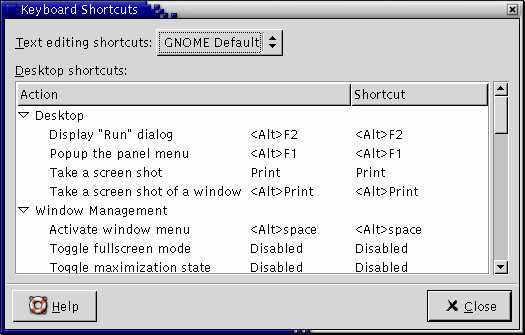 Keyboard Shortcuts
Text editing shortcuts: GNOME Default
Desktop shortcuts:
Action Shortcut
Desktop
Display "Run" dialog <Alt>F2 <Alt>F2
Popup the panel menu <Alt>F1 <Alt>F1
Take a screen shot Print Print
Take a screen shot of a window <Alt>Print <Alt>Print
Window Management
Activate window menu <Alt>space <Alt>space
Toggle fullscreen mode Disabled Disabled
Toggle maximization state Disabled Disabled
Help Close